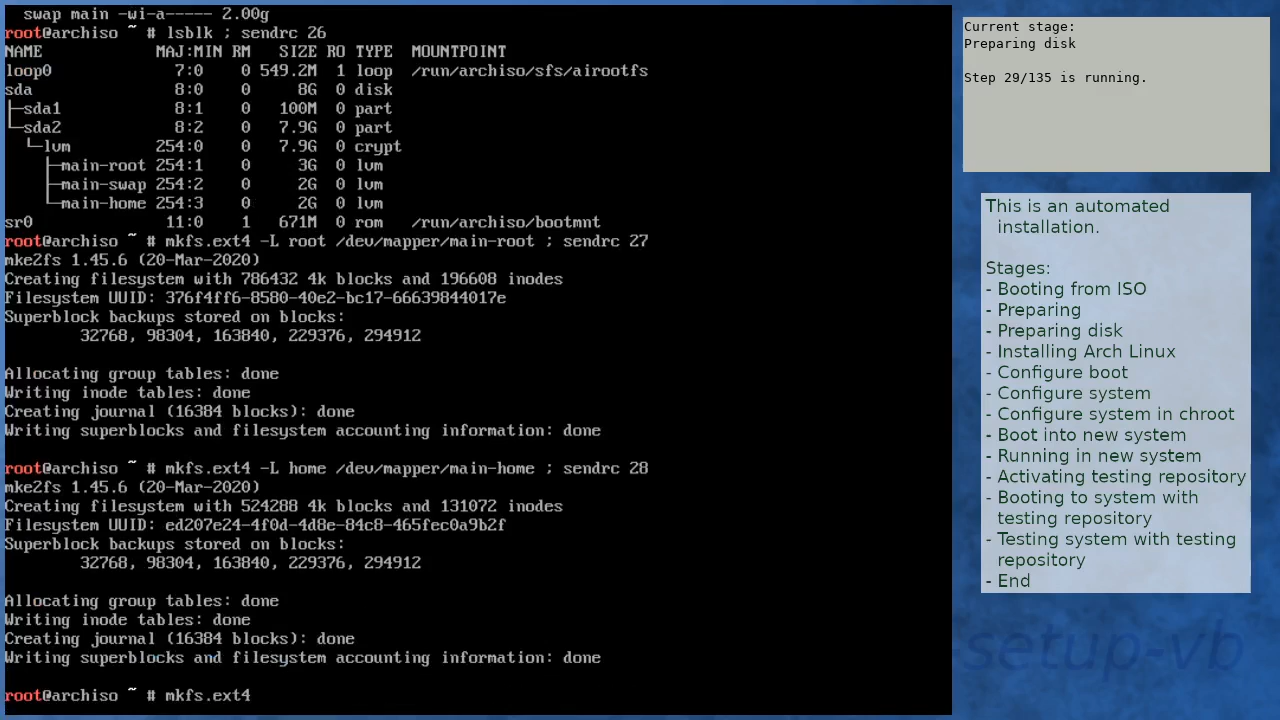 swap main -wi-a----- 2.00g
root@archiso ~ # lsblk ; sendrc 26
NAME MAJ:MIN RM SIZE RO TYPE MOUNTPOINT
loop0 7:0 0 549.2M 1 loop /run/archiso/sfs/airootfs
sda 8:0 0 8G 0 disk
├─sda1 8:1 0 100M 0 part
└─sda2 8:2 0 7.9G 0 part
└─lvm 254:0 0 7.9G 0 crypt
├─main-root 254:1 0 3G 0 lvm
├─main-swap 254:2 0 2G 0 lvm
└─main-home 254:3 0 2G 0 lvm
sr0 11:0 1 671M 0 rom /run/archiso/bootmnt
root@archiso ~ # mkfs.ext4 -L root /dev/mapper/main-root ; sendrc 27
mke2fs 1.45.6 (20-Mar-2020)
Creating filesystem with 786432 4k blocks and 196608 inodes
Filesystem UUID: 376f4ff6-8580-40e2-bc17-66639844017e
Superblock backups stored on blocks:
32768, 98304, 163840, 229376, 294912

Allocating group tables: done
Writing inode tables: done
Creating journal (16384 blocks): done
Writing superblocks and filesystem accounting information: done

root@archiso ~ # mkfs.ext4 -L home /dev/mapper/main-home ; sendrc 28
mke2fs 1.45.6 (20-Mar-2020)
Creating filesystem with 524288 4k blocks and 131072 inodes
Filesystem UUID: ed207e24-4f0d-4d8e-84c8-465fec0a9b2f
Superblock backups stored on blocks:
32768, 98304, 163840, 229376, 294912

Allocating group tables: done
Writing inode tables: done
Creating journal (16384 blocks): done
Writing superblocks and filesystem accounting information: done

root@archiso ~ # mkfs.ext4
Current stage:
Preparing disk

Step 29/135 is running.
This is an automated
installation.

Stages:
- Booting from ISO
- Preparing
- Preparing disk
- Installing Arch Linux
- Configure boot
- Configure system
- Configure system in chroot
- Boot into new system
- Running in new system
- Activating testing repository
- Booting to system with
testing repository
- Testing system with testing
repository
- End
-setup-vb